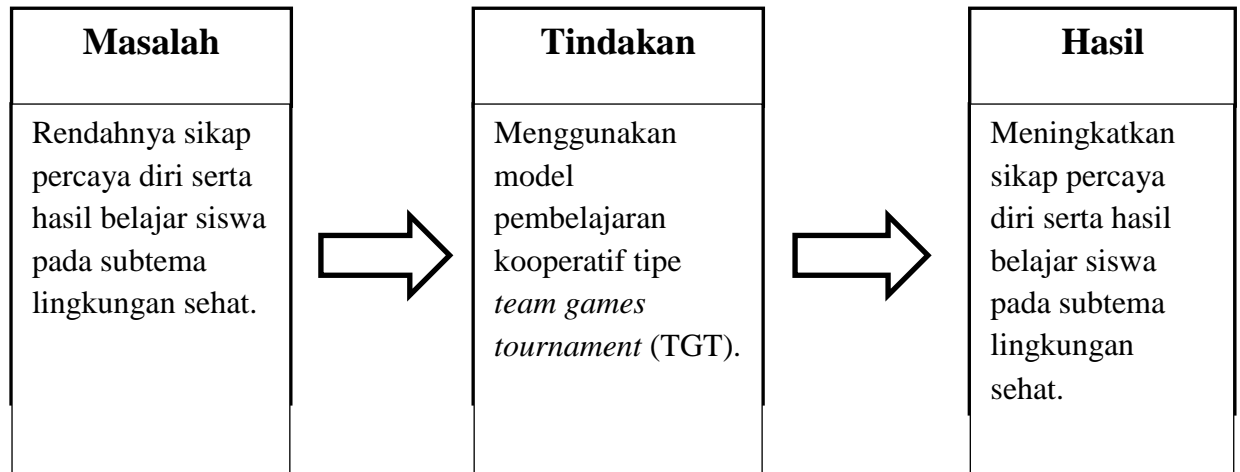 Masalah
Rendahnya sikap
percaya diri serta
hasil belajar siswa
pada subtema
lingkungan sehat.
Tindakan
Menggunakan
model
pembelajaran
kooperatif tipe
team games
tournament (TGT).
Hasil
Meningkatkan
sikap percaya
diri serta hasil
belajar siswa
pada subtema
lingkungan
sehat.